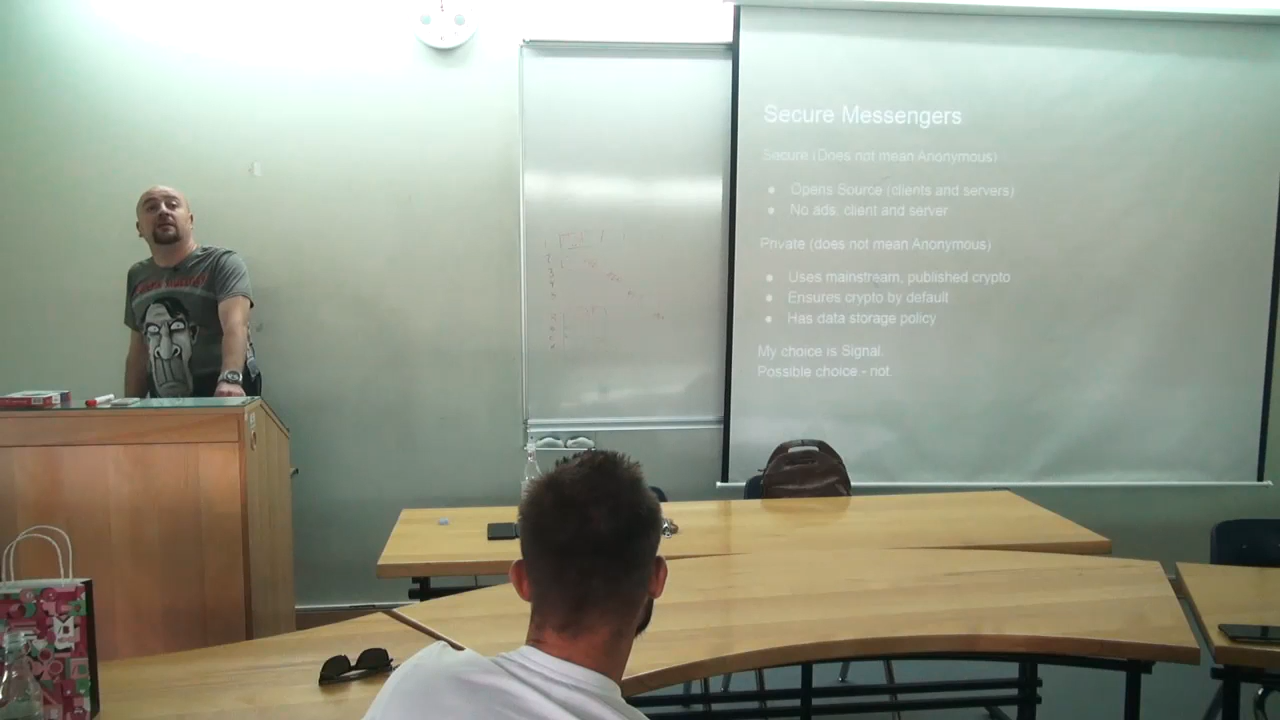 Secure Messengers
Secure (Does not mean Anonymous)
● Opens Source (clients and servers)
● No ads, client and server
Private (does not mean Anonymous)
● Uses mainstream, published crypto
● Ensures crypto by default
● Has data storage policy
My choice is Signal.
Possible choice - not.